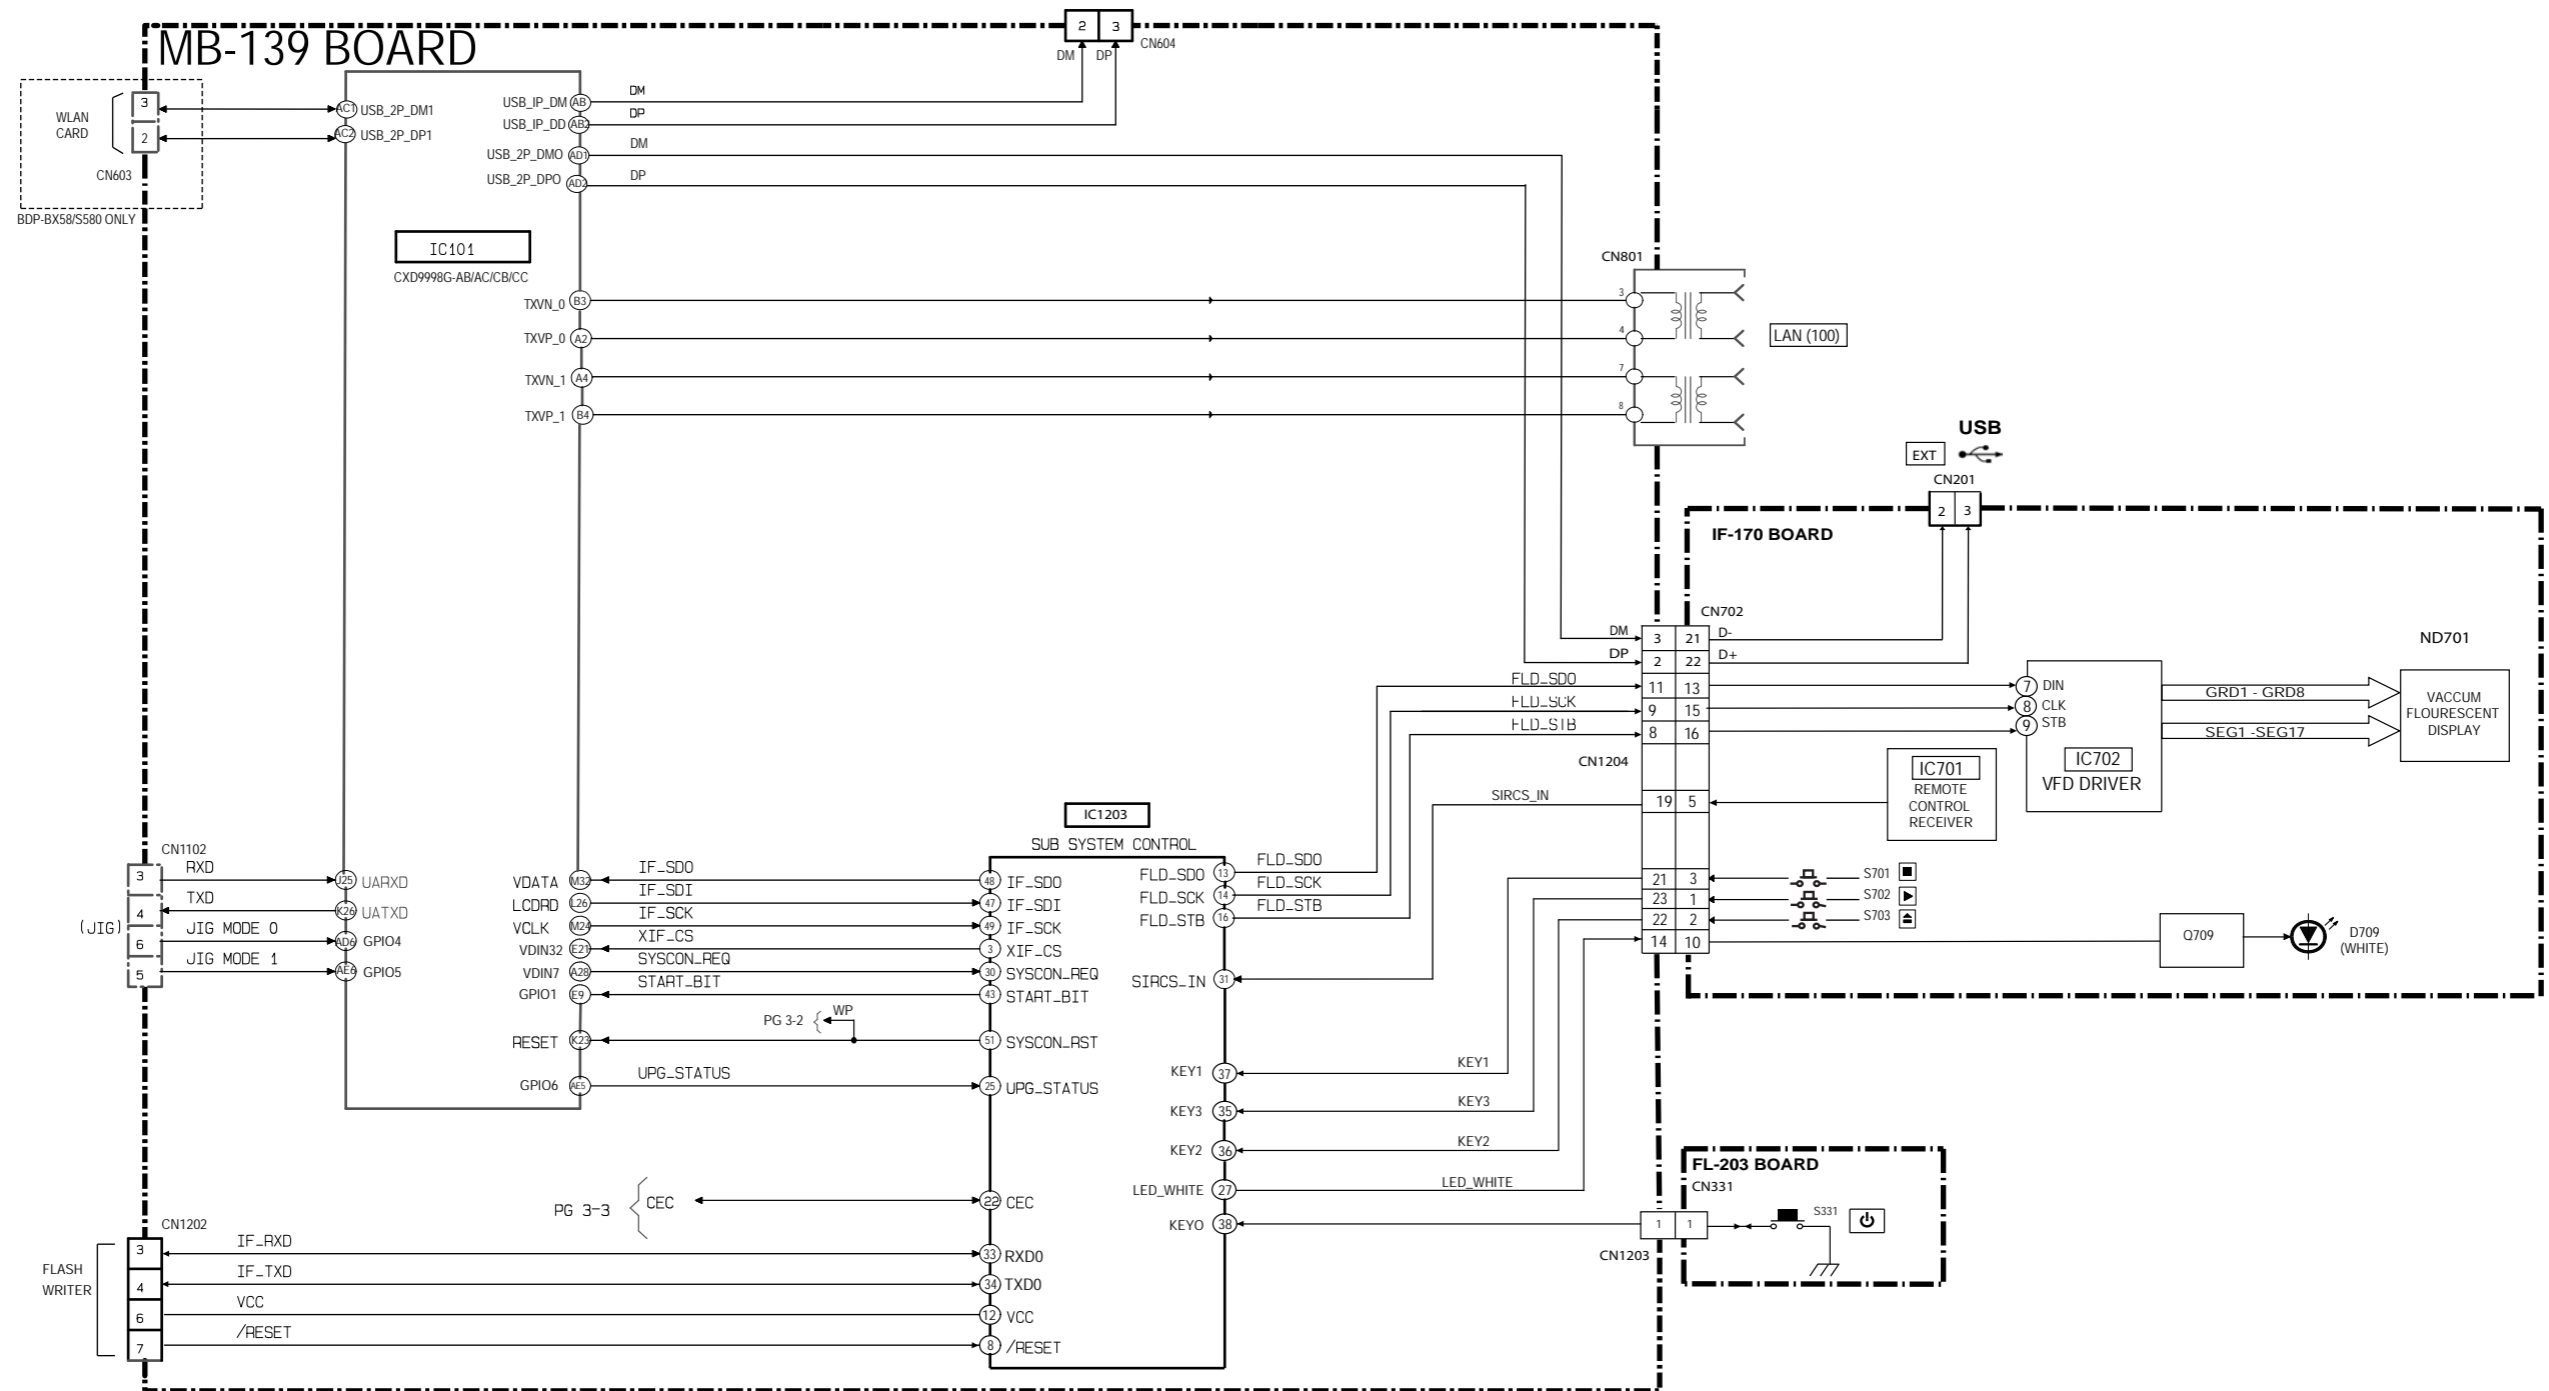 MB-139 BOARD
2 3
CN604
DM DP
WLAN
CARD
3
2
CN603
BDP-BX58/S580 ONLY
AC1 USB_2P_DM1
AC2 USB_2P_DP1
USB_IP_DM AB DM
USB_IP_DD AB2 DP
USB_2P_DMO AD1 DM
USB_2P_DPO AD2 DP
IC101
CXD9998G-AB/AC/CB/CC
TXVN_0 B3
TXVP_0 A2
TXVN_1 A4
TXVP_1 B4
CN801
3
4
7
8
LAN (100)
USB
EXT
CN201
2 3
IF-170 BOARD
CN702
DM 3 21 D-
DP 2 22 D+
FLD_SDO 11 13
FLD_SCK 9 15
FLD_STB 8 16
CN1204
SIRCS_IN 19 5
21 3
23 1
22 2
14 10
7 DIN
8 CLK
9 STB
IC702
VFD DRIVER
GRD1 - GRD8
SEG1 -SEG17
ND701
VACCUM
FLOURESCENT
DISPLAY
IC701
REMOTE
CONTROL
RECEIVER
S701
S702
S703
Q709
D709
(WHITE)
CN1102
(JIG)
3 RXD J25 UARXD
4 TXD K26 UATXD
6 JIG MODE 0 AD6 GPIO4
5 JIG MODE 1 AE6 GPIO5
IC1203
SUB SYSTEM CONTROL
VDATA M32 IF_SDO 48 IF_SDO
LCDRD L26 IF_SDI 47 IF_SDI
VCLK M24 IF_SCK 49 IF_SCK
VDIN32 E21 XIF_CS 3 XIF_CS
VDIN7 A28 SYSCON_REQ 30 SYSCON_REQ
GPIO1 E9 START_BIT 43 START_BIT
PG 3-2 WP
RESET K23 51 SYSCON_RST
GPIO6 AE5 UPG_STATUS 25 UPG_STATUS
FLD_SDO 13 FLD_SDO
FLD_SCK 14 FLD_SCK
FLD_STB 16 FLD_STB
SIRCS_IN 31
KEY1 37 KEY1
KEY3 35 KEY3
KEY2 36 KEY2
LED_WHITE 27 LED_WHITE
KEYO 38
PG 3-3 CEC 22 CEC
CN1202
FLASH
WRITER
3 IF_RXD 33 RXD0
4 IF_TXD 34 TXD0
6 VCC 12 VCC
7 /RESET 8 /RESET
FL-203 BOARD
CN331
1 1
S331
CN1203